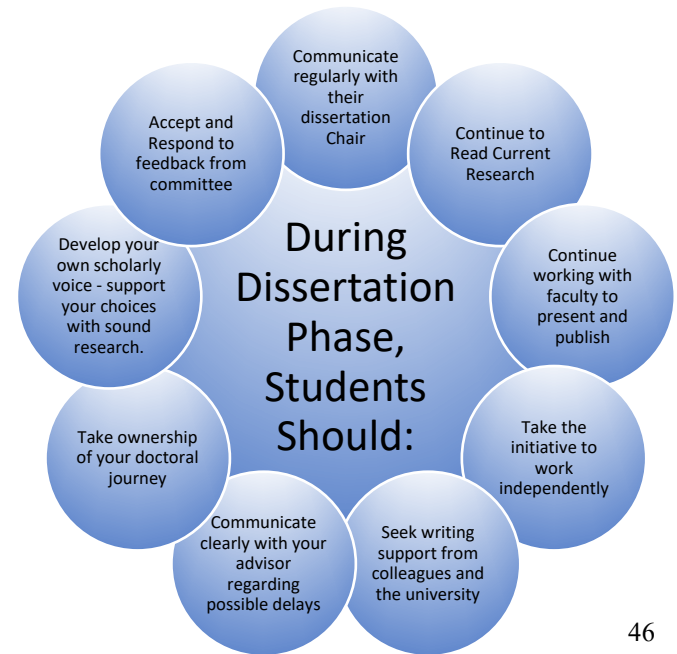 During
Dissertation
Phase,
Students
Should:
Communicate
regularly with
their
dissertation
Chair
Continue to
Read Current
Research
Continue
working with
faculty to
present and
publish
Take the
initiative to
work
independently
Seek writing
support from
colleagues and
the university
Communicate
clearly with your
advisor
regarding
possible delays
Take ownership
of your doctoral
journey
Develop your
own scholarly
voice - support
your choices
with sound
research.
Accept and
Respond to
feedback from
committee
46